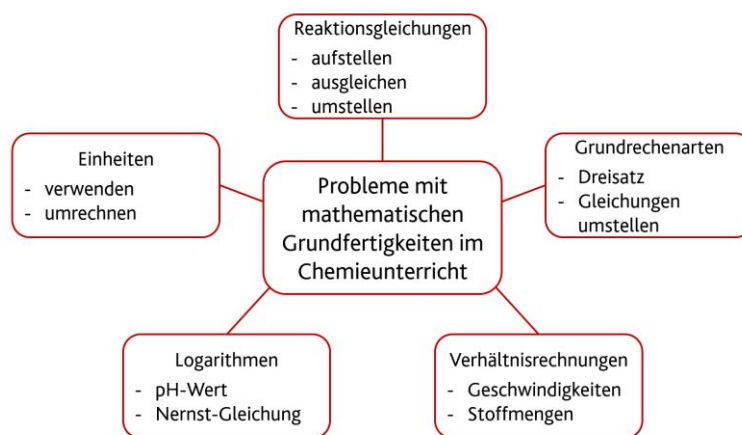 Reaktionsgleichungen
- aufstellen
- ausgleichen
- umstellen
Einheiten
- verwenden
- umrechnen
Probleme mit
mathematischen
Grundfertigkeiten im
Chemieunterricht
Grundrechenarten
- Dreisatz
- Gleichungen
umstellen
Logarithmen
- pH-Wert
- Nernst-Gleichung
Verhältnisrechnungen
- Geschwindigkeiten
- Stoffmengen